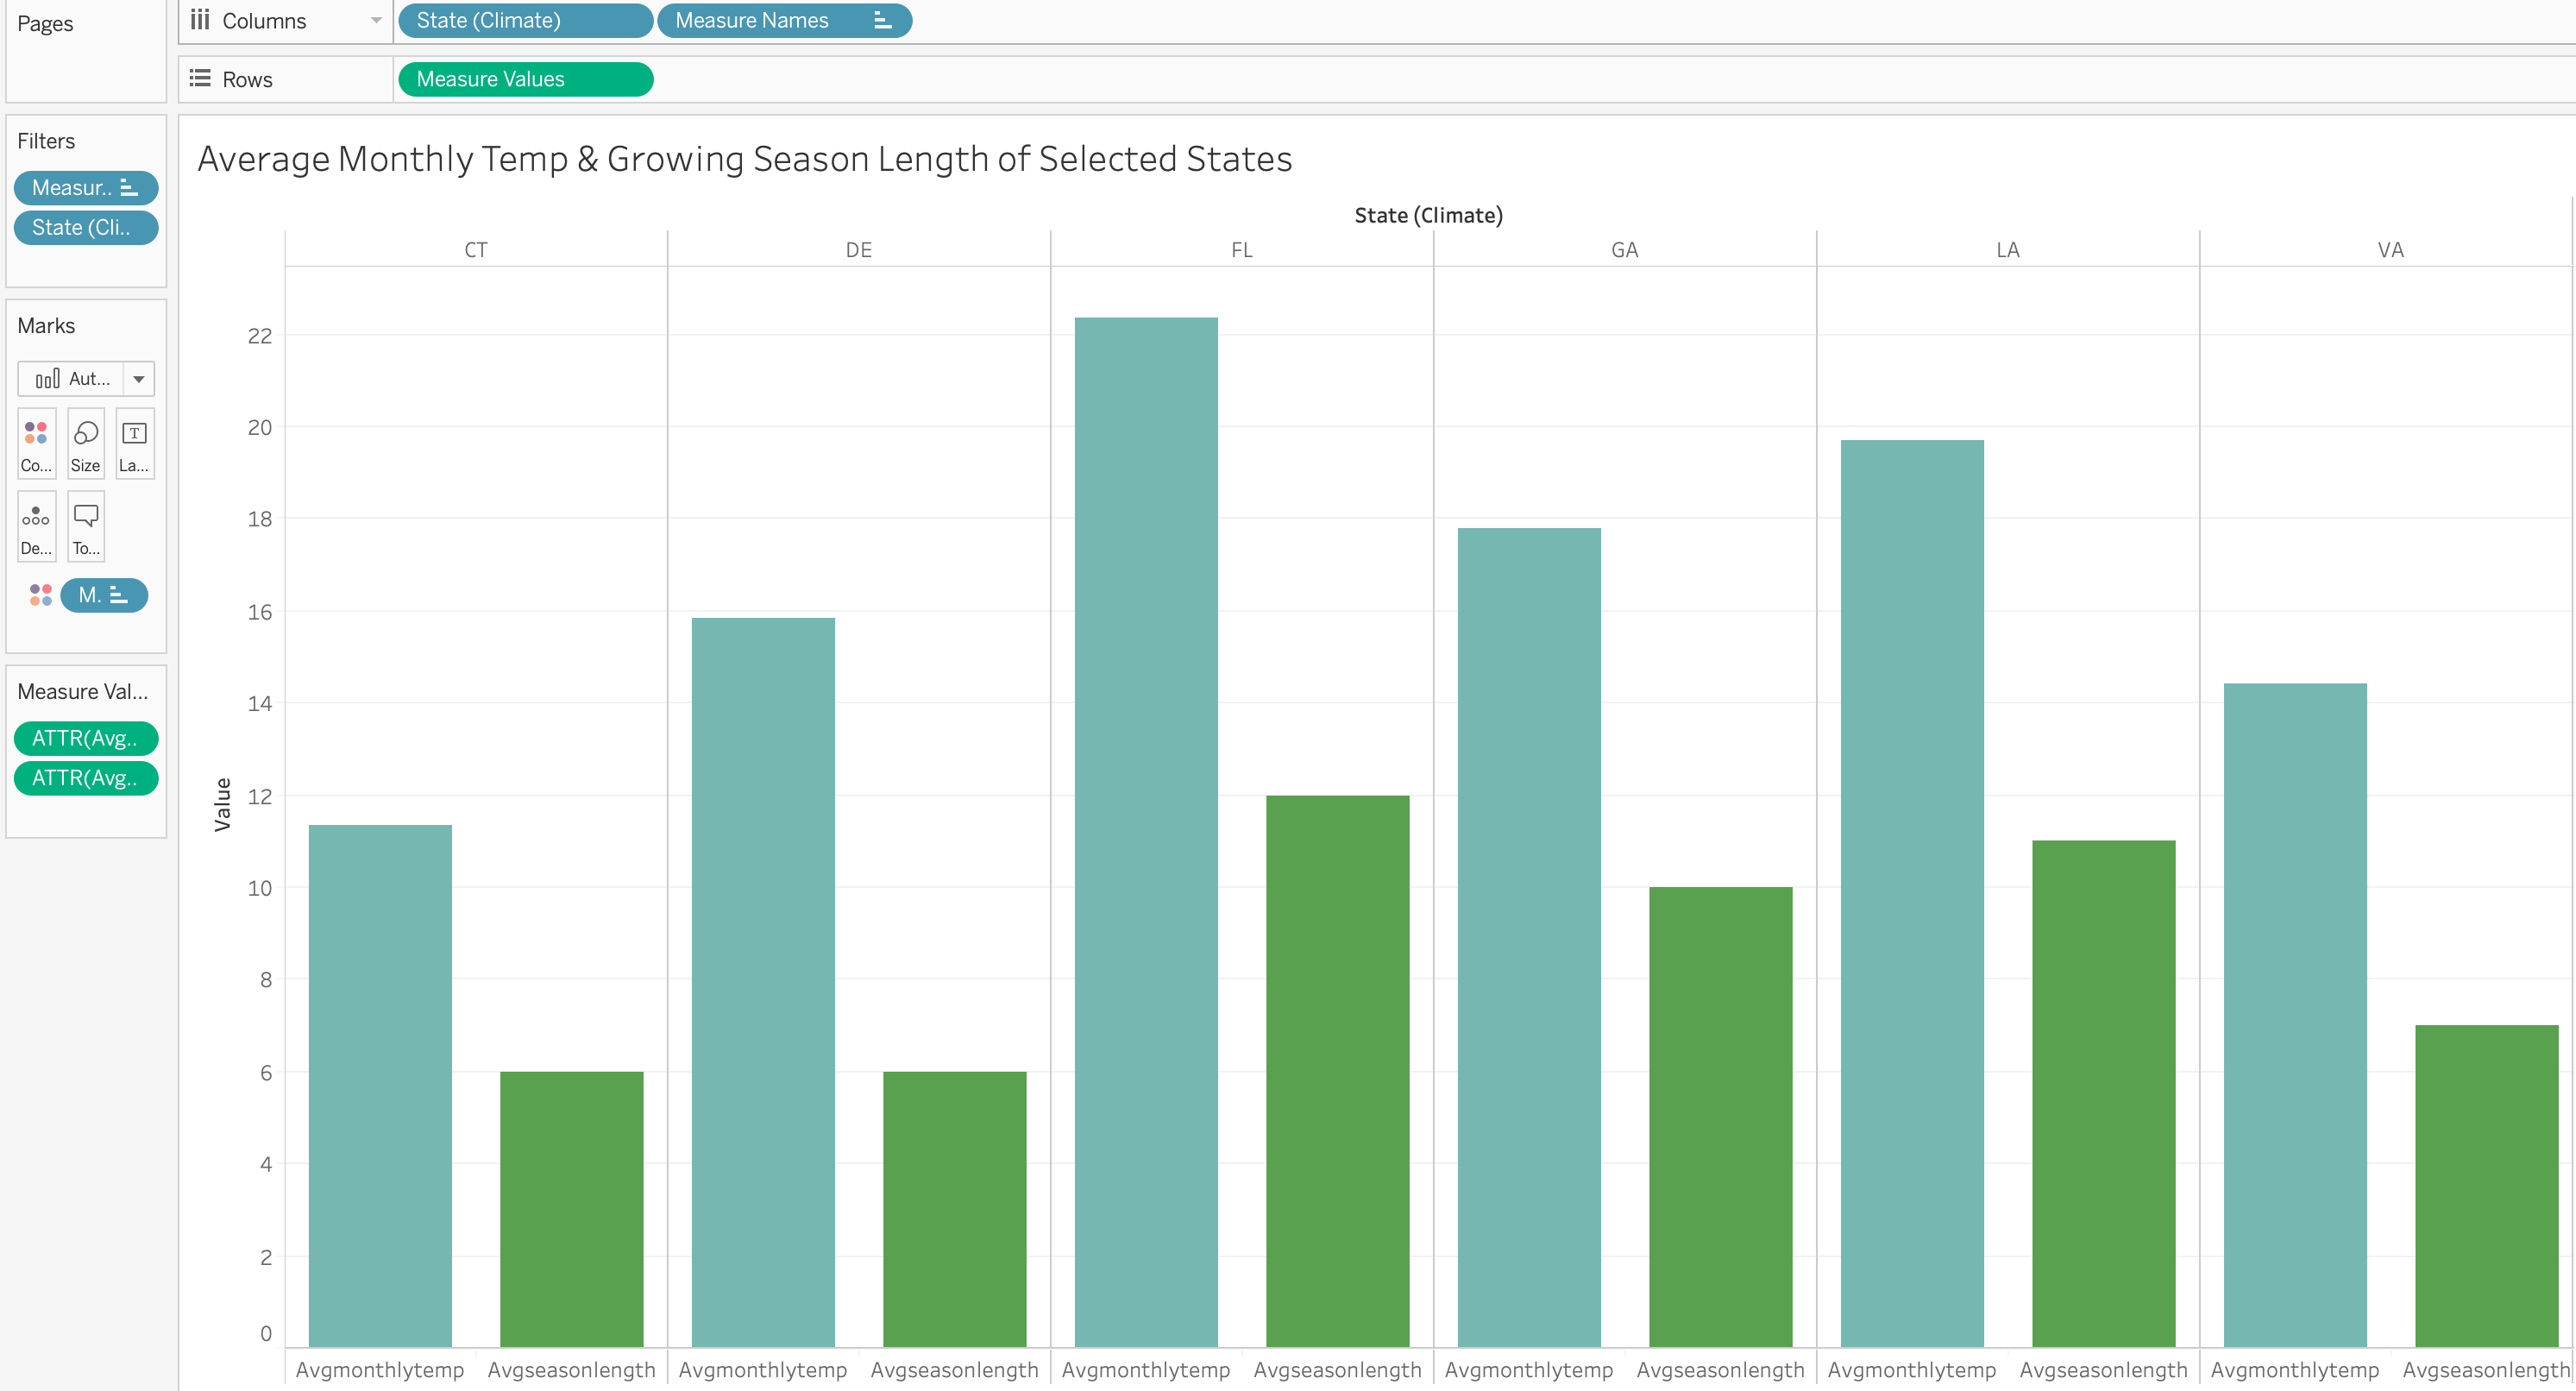 Pages
Columns
State (Climate)
Measure Names
Rows
Measure Values
Filters
Measur..
State (Cli..
Marks
Aut...
Co...
Size
T
La...
De...
To...
M.
Measure Val...
ATTR(Avg..
ATTR(Avg..
Average Monthly Temp & Growing Season Length of Selected States
State (Climate)
CT DE FL GA LA VA
Value
22
20
18
16
14
12
10
8
6
4
2
0
Avgmonthlytemp Avgseasonlength Avgmonthlytemp Avgseasonlength Avgmonthlytemp Avgseasonlength Avgmonthlytemp Avgseasonlength Avgmonthlytemp Avgseasonlength Avgmonthlytemp Avgseasonlength